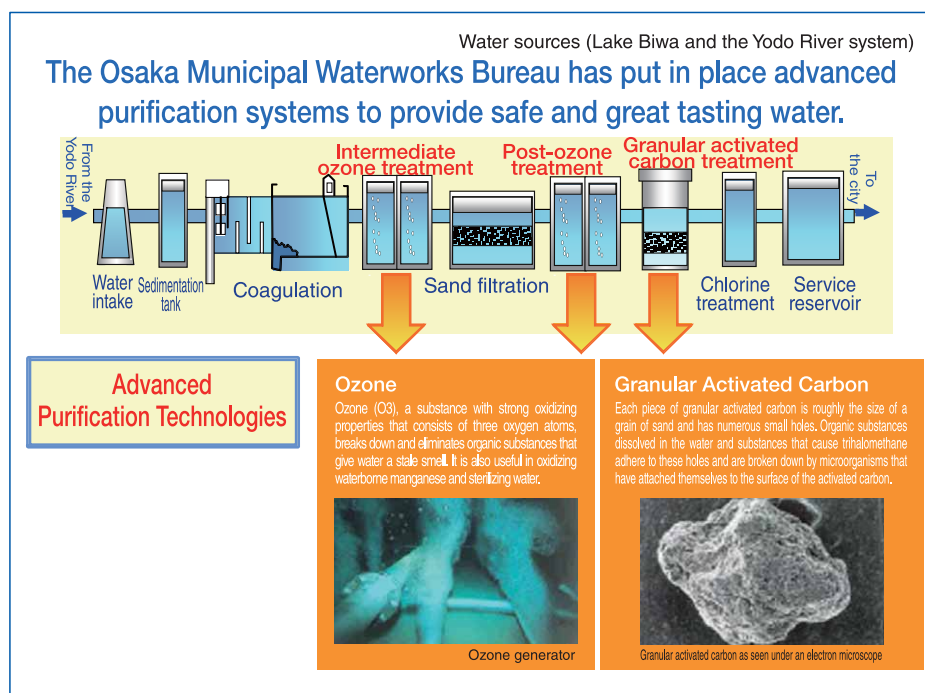 Water sources (Lake Biwa and the Yodo River system)
The Osaka Municipal Waterworks Bureau has put in place advanced
purification systems to provide safe and great tasting water.
From the
Yodo River
Intermediate
ozone treatment
Post-ozone
treatment
Granular activated
carbon treatment
To
the city
Water
intake
Sedimentation
tank
Coagulation
Sand filtration
Chlorine
treatment
Service
reservoir
Advanced
Purification Technologies
Ozone
Ozone (O3), a substance with strong oxidizing
properties that consists of three oxygen atoms,
breaks down and eliminates organic substances that
give water a stale smell. It is also useful in oxidizing
waterborne manganese and sterilizing water.
Ozone generator
Granular Activated Carbon
Each piece of granular activated carbon is roughly the size of a
grain of sand and has numerous small holes. Organic substances
dissolved in the water and substances that cause trihalomethane
adhere to these holes and are broken down by microorganisms that
have attached themselves to the surface of the activated carbon.
Granular activated carbon as seen under an electron microscope